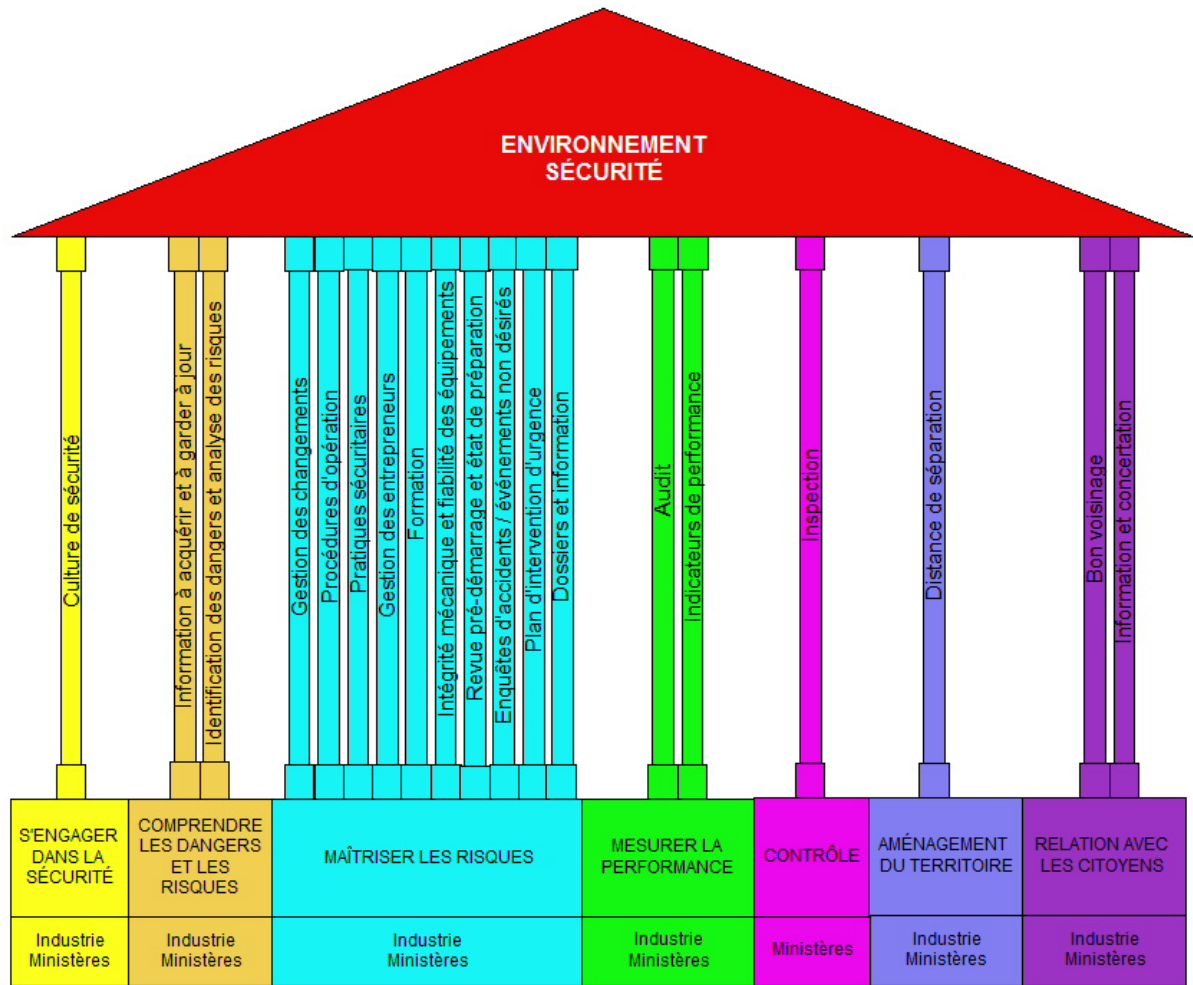 ENVIRONNEMENT
SÉCURITÉ
Culture de sécurité
Information à acquérir et à garder à jour
Identification des dangers et analyse des risques
Gestion des changements
Procédures d'opération
Pratiques sécuritaires
Gestion des entrepreneurs
Formation
Intégrité mécanique et fiabilité des équipements
Revue pré-démarrage et état de préparation
Enquêtes d'accidents / événements non désirés
Plan d'intervention d'urgence
Dossiers et information
Audit
Indicateurs de performance
Inspection
Distance de séparation
Bon voisinage
Information et concertation
S'ENGAGER
DANS LA
SÉCURITÉ
COMPRENDRE
LES DANGERS
ET LES
RISQUES
MAÎTRISER LES RISQUES
MESURER LA
PERFORMANCE
CONTRÔLE
AMÉNAGEMENT
DU TERRITOIRE
RELATION AVEC
LES CITOYENS
Industrie
Ministères
Industrie
Ministères
Industrie
Ministères
Industrie
Ministères
Ministères
Industrie
Ministères
Industrie
Ministères